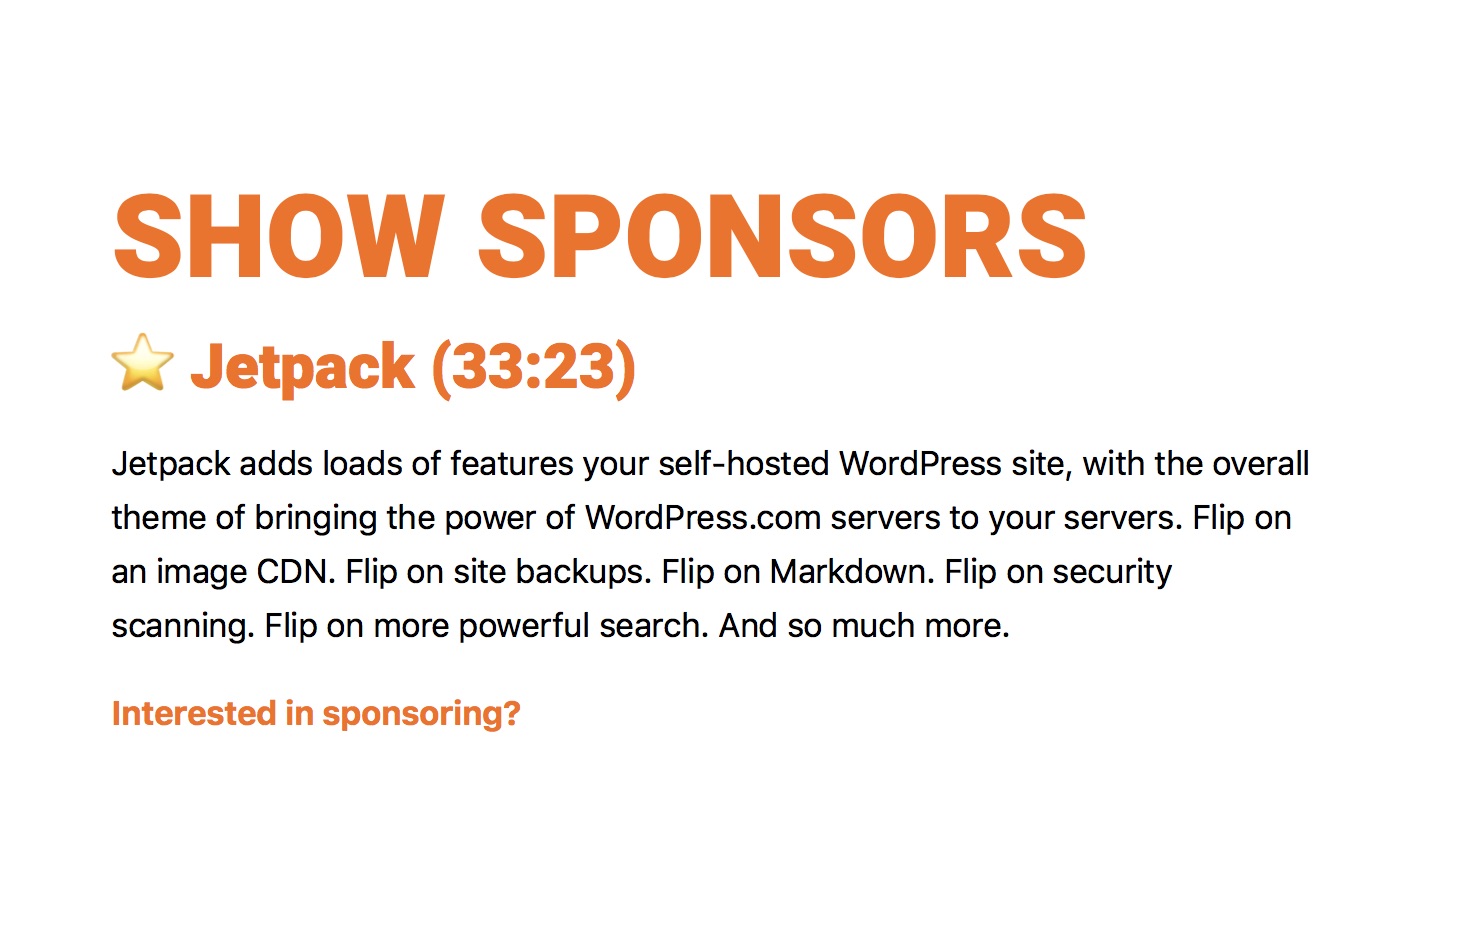 SHOW SPONSORS
⭐ Jetpack (33:23)
Jetpack adds loads of features your self-hosted WordPress site, with the overall
theme of bringing the power of WordPress.com servers to your servers. Flip on
an image CDN. Flip on site backups. Flip on Markdown. Flip on security
scanning. Flip on more powerful search. And so much more.
Interested in sponsoring?